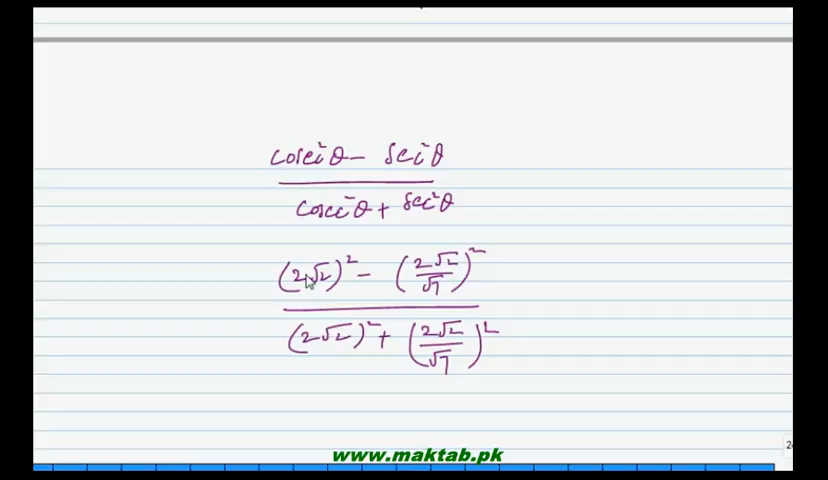 cosec²θ - sec²θ
cosec²θ + sec²θ
(2√2)² - (2√2/√7)²
(2√2)² + (2√2/√7)²
www.maktab.pk